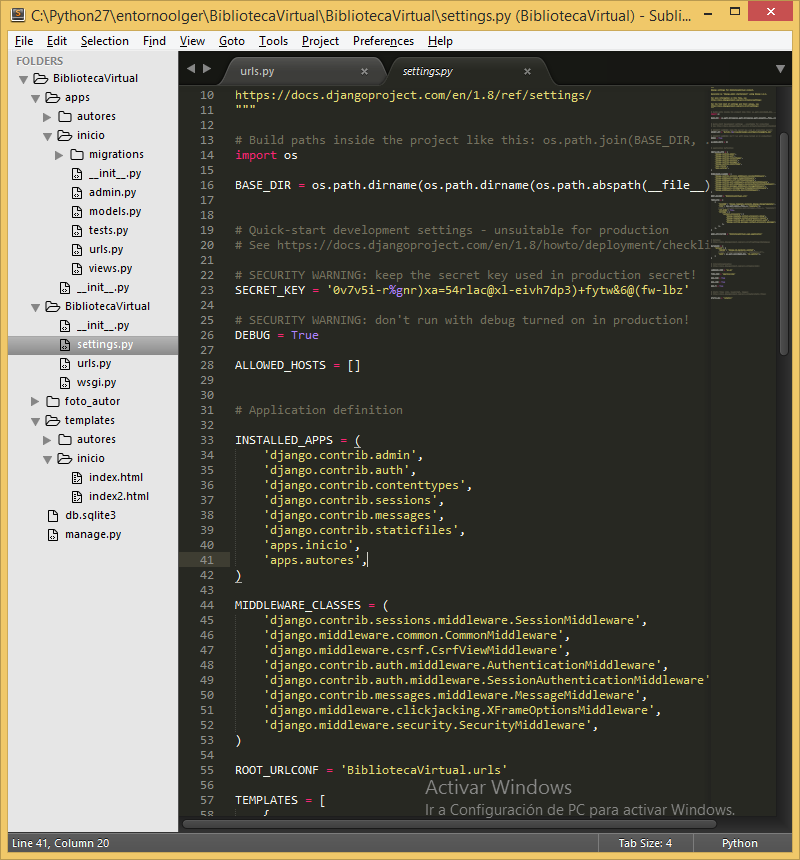 C:\Python27\entornoolger\BibliotecaVirtual\BibliotecaVirtual\settings.py (BibliotecaVirtual) - Subli...
File Edit Selection Find View Goto Tools Project Preferences Help
FOLDERS
BibliotecaVirtual
apps
autores
inicio
migrations
__init__.py
admin.py
models.py
tests.py
urls.py
views.py
__init__.py
BibliotecaVirtual
__init__.py
settings.py
urls.py
wsgi.py
foto_autor
templates
autores
inicio
index.html
index2.html
db.sqlite3
manage.py
urls.py × settings.py ×
10 https://docs.djangoproject.com/en/1.8/ref/settings/
11 """
12
13 # Build paths inside the project like this: os.path.join(BASE_DIR,
14 import os
15
16 BASE_DIR = os.path.dirname(os.path.dirname(os.path.abspath(__file__)
17
18
19 # Quick-start development settings - unsuitable for production
20 # See https://docs.djangoproject.com/en/1.8/howto/deployment/checkli
21
22 # SECURITY WARNING: keep the secret key used in production secret!
23 SECRET_KEY = '0v7v5i-r%gnr)xa=54rlac@xl-eivh7dp3)+fytw&6@(fw-lbz'
24
25 # SECURITY WARNING: don't run with debug turned on in production!
26 DEBUG = True
27
28 ALLOWED_HOSTS = []
29
30
31 # Application definition
32
33 INSTALLED_APPS = (
34 'django.contrib.admin',
35 'django.contrib.auth',
36 'django.contrib.contenttypes',
37 'django.contrib.sessions',
38 'django.contrib.messages',
39 'django.contrib.staticfiles',
40 'apps.inicio',
41 'apps.autores',
42 )
43
44 MIDDLEWARE_CLASSES = (
45 'django.contrib.sessions.middleware.SessionMiddleware',
46 'django.middleware.common.CommonMiddleware',
47 'django.middleware.csrf.CsrfViewMiddleware',
48 'django.contrib.auth.middleware.AuthenticationMiddleware',
49 'django.contrib.auth.middleware.SessionAuthenticationMiddleware'
50 'django.contrib.messages.middleware.MessageMiddleware',
51 'django.middleware.clickjacking.XFrameOptionsMiddleware',
52 'django.middleware.security.SecurityMiddleware',
53 )
54
55 ROOT_URLCONF = 'BibliotecaVirtual.urls'
56
57 TEMPLATES = [
58 {
Activar Windows
Ir a Configuración de PC para activar Windows.
Line 41, Column 20 Tab Size: 4 Python